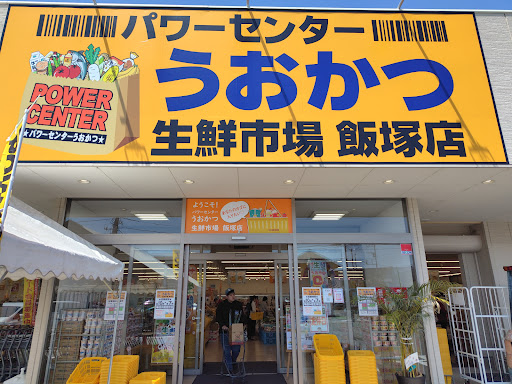 パワーセンター
うおかつ
生鮮市場 飯塚店
POWER
CENTER
★パワーセンターうおかつ★
ようこそ!
パワーセンター
うおかつ
生鮮市場 飯塚店